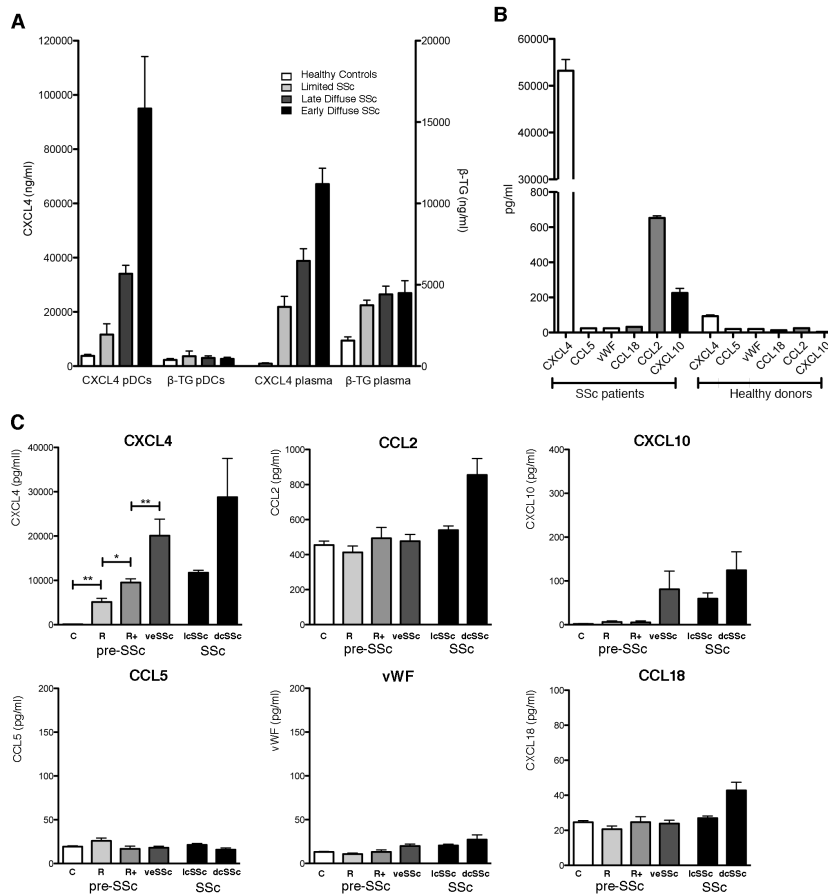 A
120000
100000
80000
60000
40000
20000
0
CXCL4 (ng/ml)
20000
15000
10000
5000
0
β-TG (ng/ml)
Healthy Controls
Limited SSc
Late Diffuse SSc
Early Diffuse SSc
CXCL4 pDCs
β-TG pDCs
CXCL4 plasma
β-TG plasma
B
60000
50000
40000
30000
800
600
400
200
0
pg/ml
CXCL4
CCL5
vWF
CCL18
CCL2
CXCL10
CXCL4
CCL5
vWF
CCL18
CCL2
CXCL10
SSc patients
Healthy donors
C
CXCL4
40000
30000
20000
10000
0
CXCL4 (pg/mlI)
**
*
**
C R R+ veSSc lcSSc dcSSc
pre-SSc SSc
CCL2
1000
800
600
400
200
0
CCL2 (pg/ml)
C R R+ veSSc lcSSc dcSSc
pre-SSc SSc
CXCL10
400
300
200
100
0
CXCL10 (pg/ml)
C R R+ veSSc lcSSc dcSSc
pre-SSc SSc
CCL5
200
150
100
50
0
CCL5 (pg/ml)
C R R+ veSSc lcSSc dcSSc
pre-SSc SSc
vWF
200
150
100
50
0
vWF (pg/ml)
C R R+ veSSc lcSSc dcSSc
pre-SSc SSc
CCL18
100
80
60
40
20
0
CXCL18 (pg/ml)
C R R+ veSSc lcSSc dcSSc
pre-SSc SSc